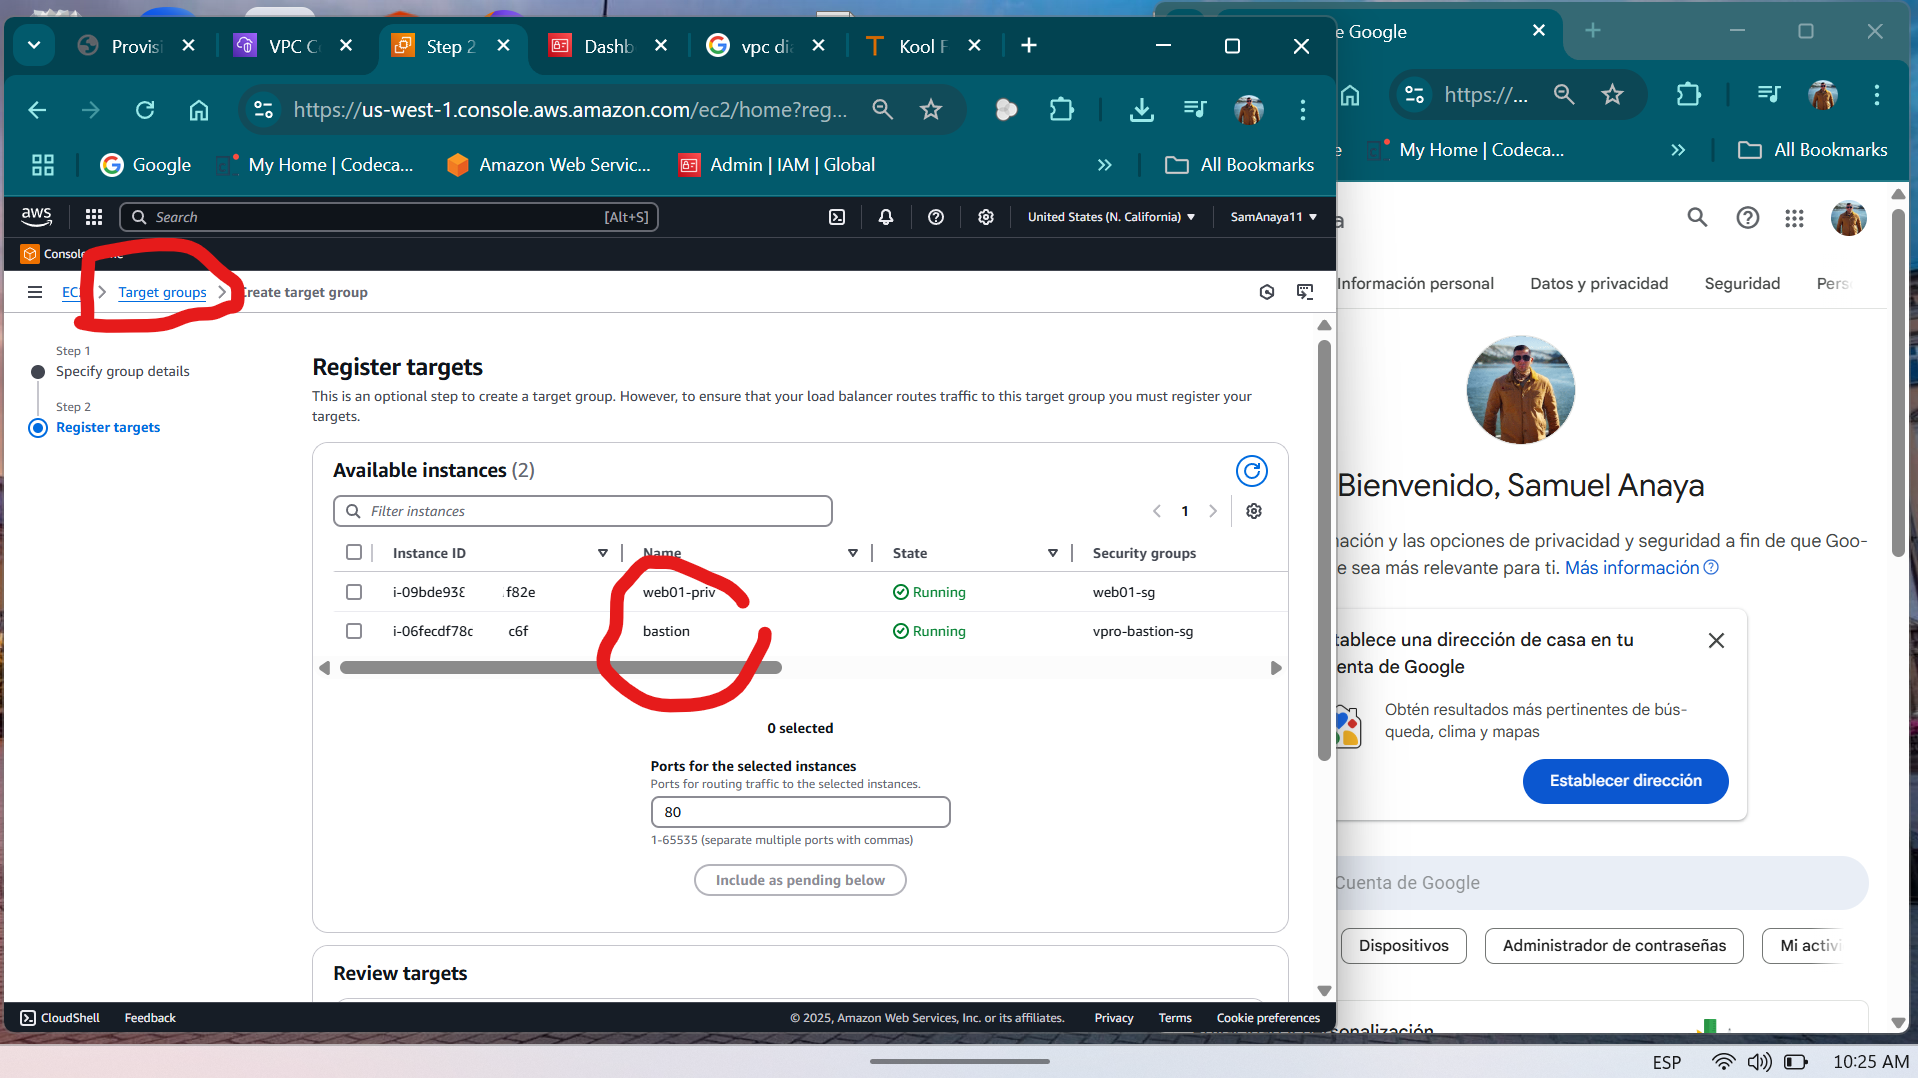 Provisi
VPC C
Step 2
Dashb
vpc di
Kool F
https://us-west-1.console.aws.amazon.com/ec2/home?reg...
Google
My Home | Codeca...
Amazon Web Servic...
Admin | IAM | Global
All Bookmarks
aws
Search
[Alt+S]
United States (N. California)
SamAnaya11
Console
EC2
Target groups
Create target group
Step 1
Specify group details
Step 2
Register targets
Register targets
This is an optional step to create a target group. However, to ensure that your load balancer routes traffic to this target group you must register your
targets.
Available instances (2)
Filter instances
1
Instance ID
Name
State
Security groups
i-09bde938 f82e
web01-priv
Running
web01-sg
i-06fecdf78c c6f
bastion
Running
vpro-bastion-sg
0 selected
Ports for the selected instances
Ports for routing traffic to the selected instances.
80
1-65535 (separate multiple ports with commas)
Include as pending below
Review targets
CloudShell
Feedback
© 2025, Amazon Web Services, Inc. or its affiliates.
Privacy
Terms
Cookie preferences
e Google
https://...
e
My Home | Codeca...
All Bookmarks
a
Información personal
Datos y privacidad
Seguridad
Pers
Bienvenido, Samuel Anaya
nación y las opciones de privacidad y seguridad a fin de que Goo-
e sea más relevante para ti. Más información
tablece una dirección de casa en tu
enta de Google
Obtén resultados más pertinentes de bús-
queda, clima y mapas
Establecer dirección
Cuenta de Google
Dispositivos
Administrador de contraseñas
Mi activi
ESP
10:25 AM